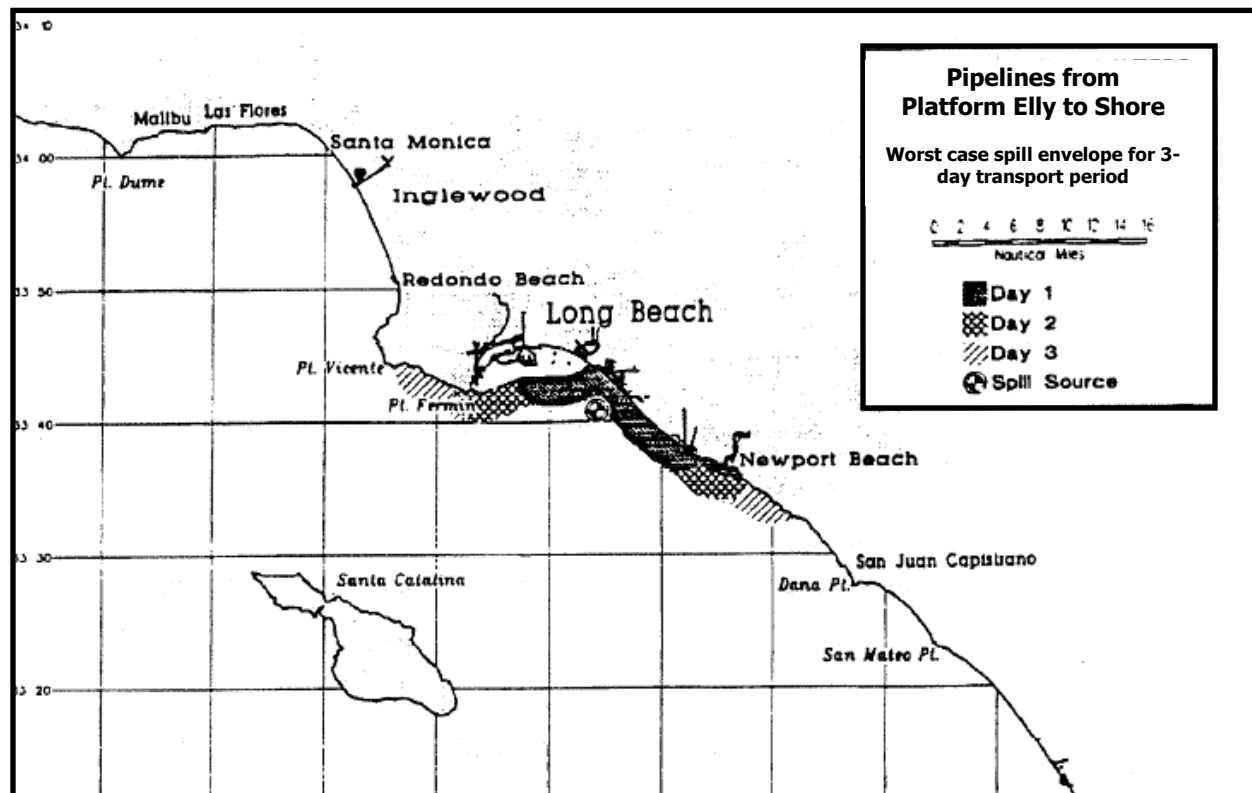 Pipelines from
Platform Elly to Shore
Worst case spill envelope for 3-
day transport period
0 2 4 6 8 10 12 14 16
Nautical Miles
Day 1
Day 2
Day 3
Spill Source
Malibu
Las Flores
Santa Monica
34 00
Pt. Dume
Inglewood
Redondo Beach
33 50
Long Beach
Pt. Vicente
Pt. Fermin
33 40
Newport Beach
33 30
San Juan Capistrano
Santa Catalina
Dana Pt.
San Mateo Pt.
33 20